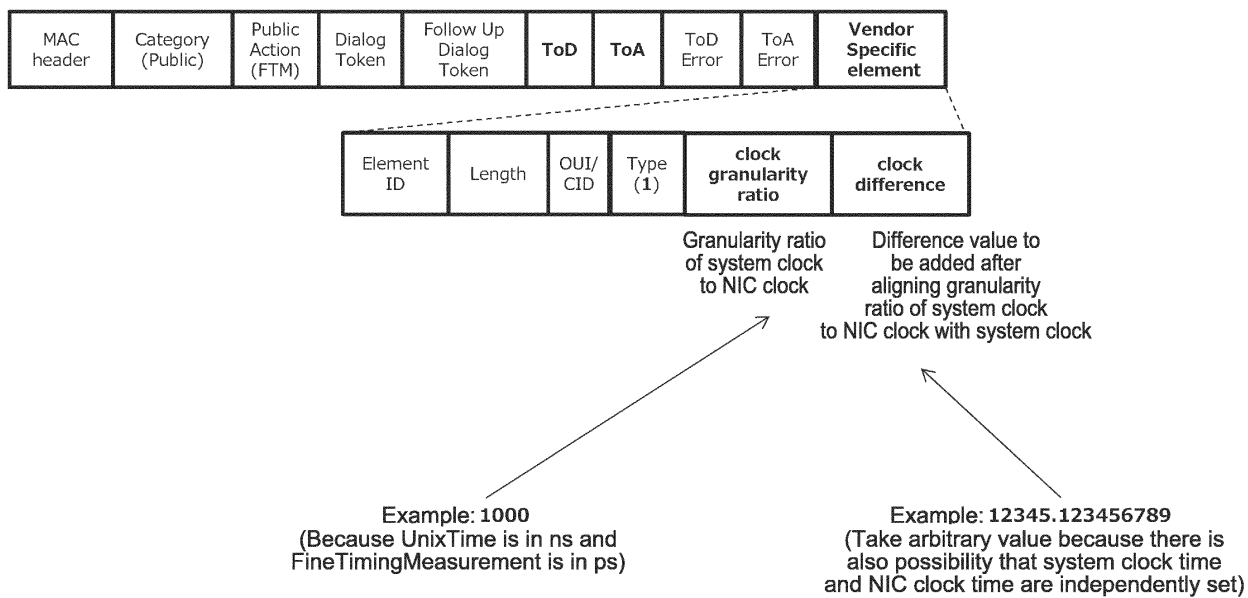 MAC
header
Category
(Public)
Public
Action
(FTM)
Dialog
Token
Follow Up
Dialog
Token
ToD
ToA
ToD
Error
ToA
Error
Vendor
Specific
element
Element
ID
Length
OUI/
CID
Type
(1)
clock
granularity
ratio
clock
difference
Granularity ratio
of system clock
to NIC clock
Difference value to
be added after
aligning granularity
ratio of system clock
to NIC clock with system clock
Example: 1000
(Because UnixTime is in ns and
FineTimingMeasurement is in ps)
Example: 12345.123456789
(Take arbitrary value because there is
also possibility that system clock time
and NIC clock time are independently set)